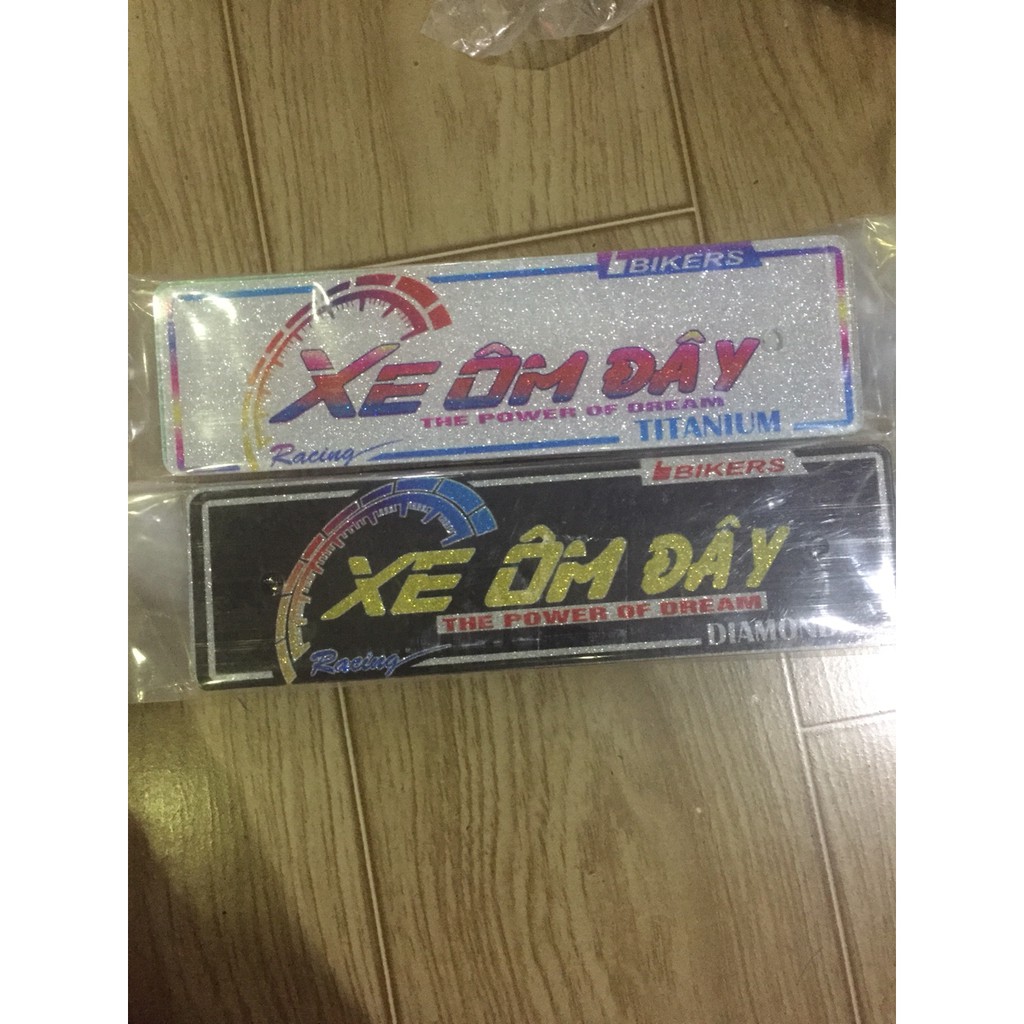 BIKERS
XE ÔM ĐÂY
THE POWER OF DREAM
TITANIUM
Racing
BIKERS
XE ÔM ĐÂY
THE POWER OF DREAM
DIAMOND
Racing